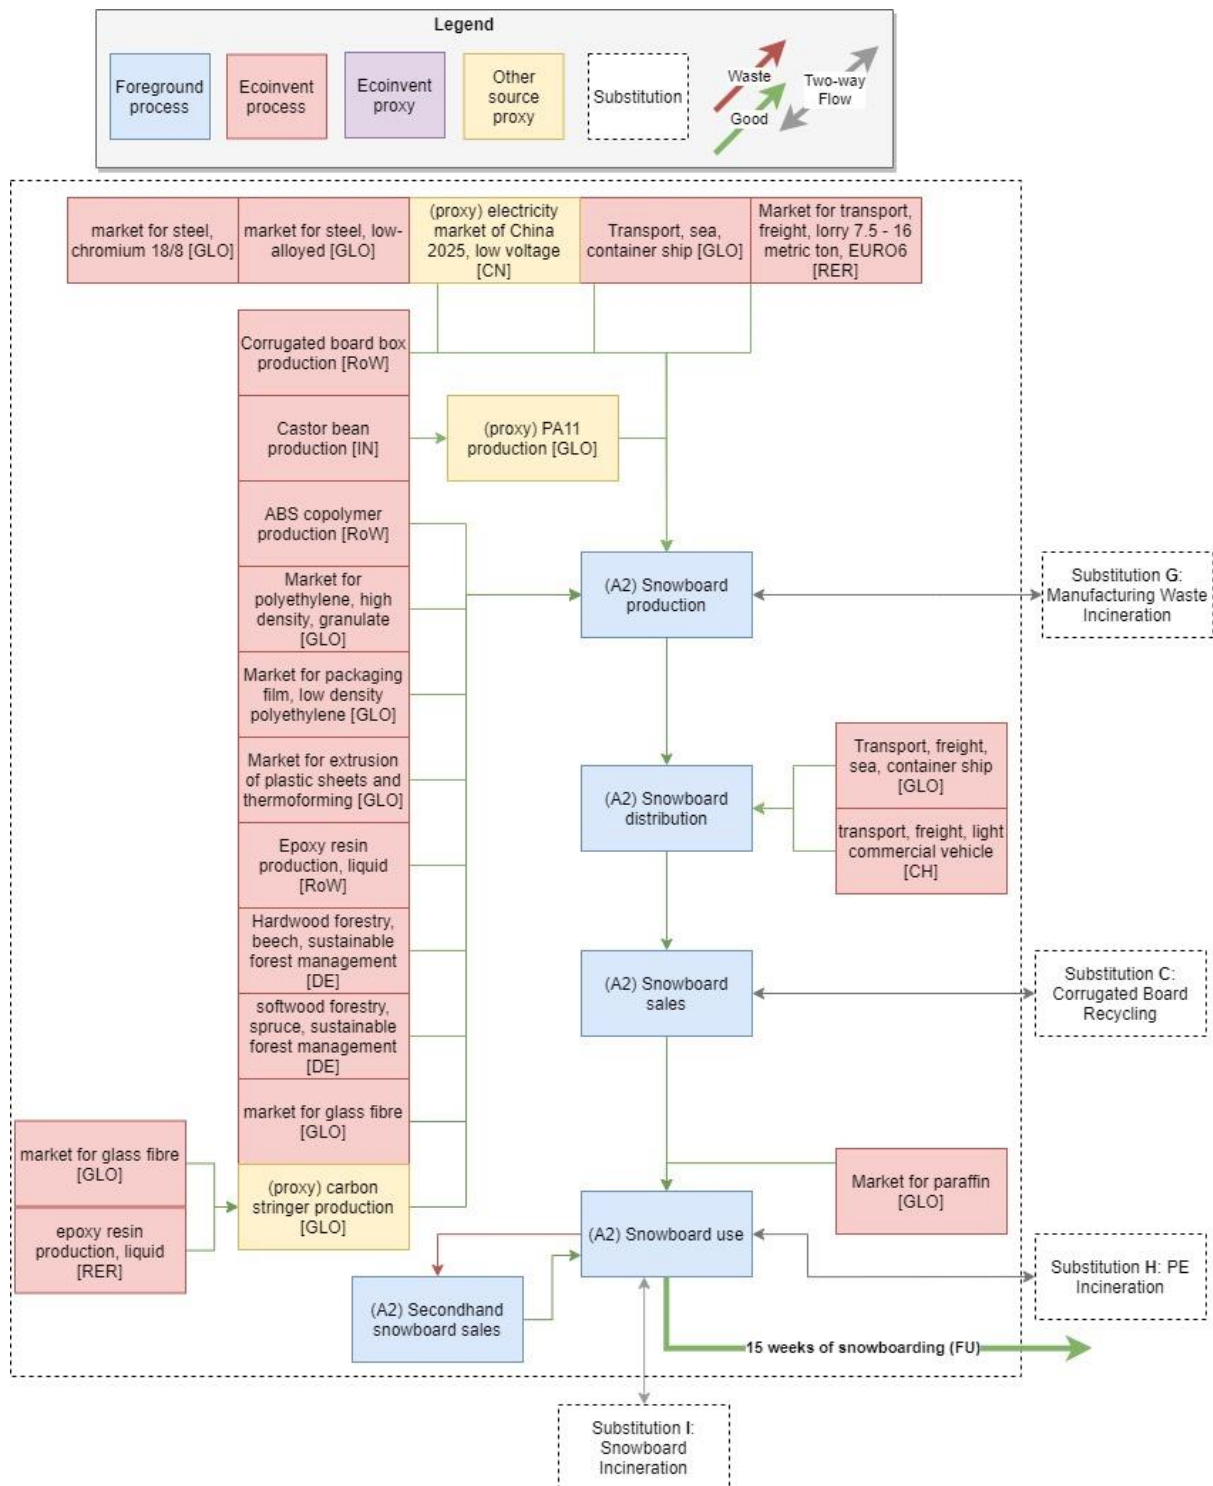 Legend
Foreground
process
Ecoinvent
process
Ecoinvent
proxy
Other
source
proxy
Substitution
Waste
Good
Two-way
Flow
market for steel,
chromium 18/8 [GLO]
market for steel, low-
alloyed [GLO]
(proxy) electricity
market of China
2025, low voltage
[CN]
Transport, sea,
container ship [GLO]
Market for transport,
freight, lorry 7.5 - 16
metric ton, EURO6
[RER]
Corrugated board box
production [RoW]
Castor bean
production [IN]
(proxy) PA11
production [GLO]
ABS copolymer
production [RoW]
Market for
polyethylene, high
density, granulate
[GLO]
Market for packaging
film, low density
polyethylene [GLO]
Market for extrusion
of plastic sheets and
thermoforming [GLO]
Epoxy resin
production, liquid
[RoW]
Hardwood forestry,
beech, sustainable
forest management
[DE]
softwood forestry,
spruce, sustainable
forest management
[DE]
market for glass fibre
[GLO]
market for glass fibre
[GLO]
epoxy resin
production, liquid
[RER]
(proxy) carbon
stringer production
[GLO]
(A2) Snowboard
production
Substitution G:
Manufacturing Waste
Incineration
(A2) Snowboard
distribution
Transport, freight,
sea, container ship
[GLO]
transport, freight, light
commercial vehicle
[CH]
(A2) Snowboard
sales
Substitution C:
Corrugated Board
Recycling
Market for paraffin
[GLO]
(A2) Snowboard use
Substitution H: PE
Incineration
(A2) Secondhand
snowboard sales
15 weeks of snowboarding (FU)
Substitution I:
Snowboard
Incineration